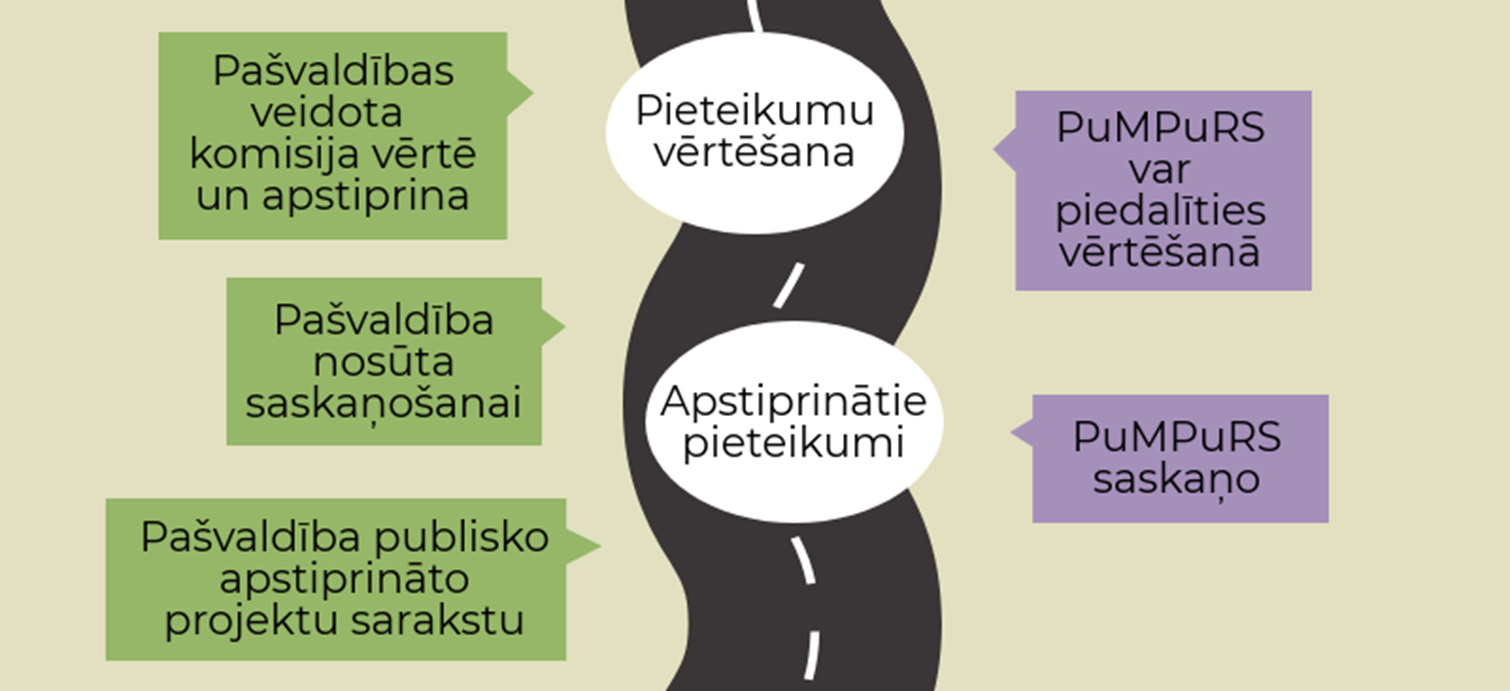 Pašvaldības
veidota
komisija vērtē
un apstiprina
Pieteikumu
vērtēšana
PuMPuRS
var
piedalīties
vērtēšanā
Pašvaldība
nosūta
saskaņošanai
Apstiprinātie
pieteikumi
PuMPuRS
saskaņo
Pašvaldība publisko
apstiprināto
projektu sarakstu